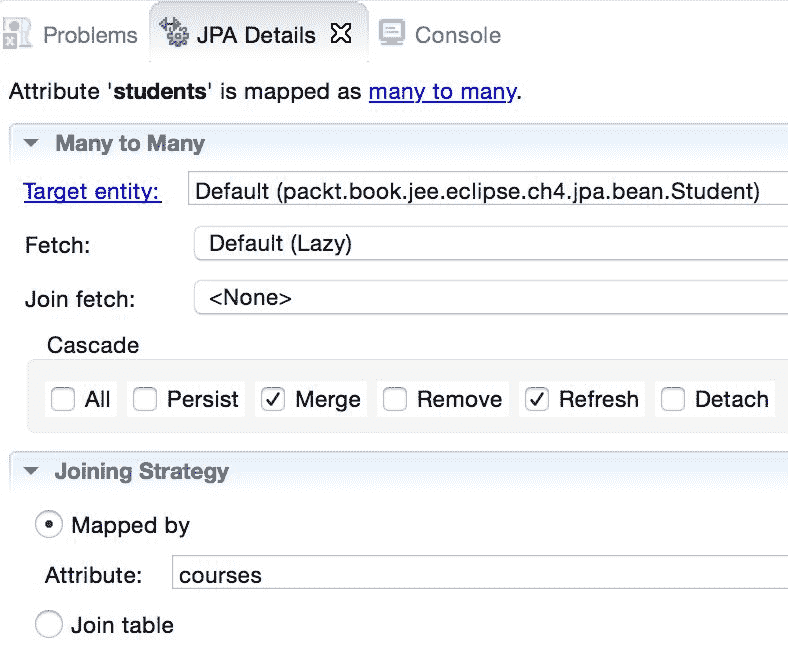 Problems JPA Details Console
Attribute 'students' is mapped as many to many.
Many to Many
Target entity: Default (packt.book.jee.eclipse.ch4.jpa.bean.Student)
Fetch: Default (Lazy)
Join fetch: <None>
Cascade
All Persist Merge Remove Refresh Detach
Joining Strategy
Mapped by
Attribute: courses
Join table